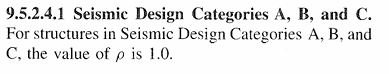 9.5.2.4.1 Seismic Design Categories A, B, and C.
For structures in Seismic Design Categories A, B, and
C, the value of ρ is 1.0.